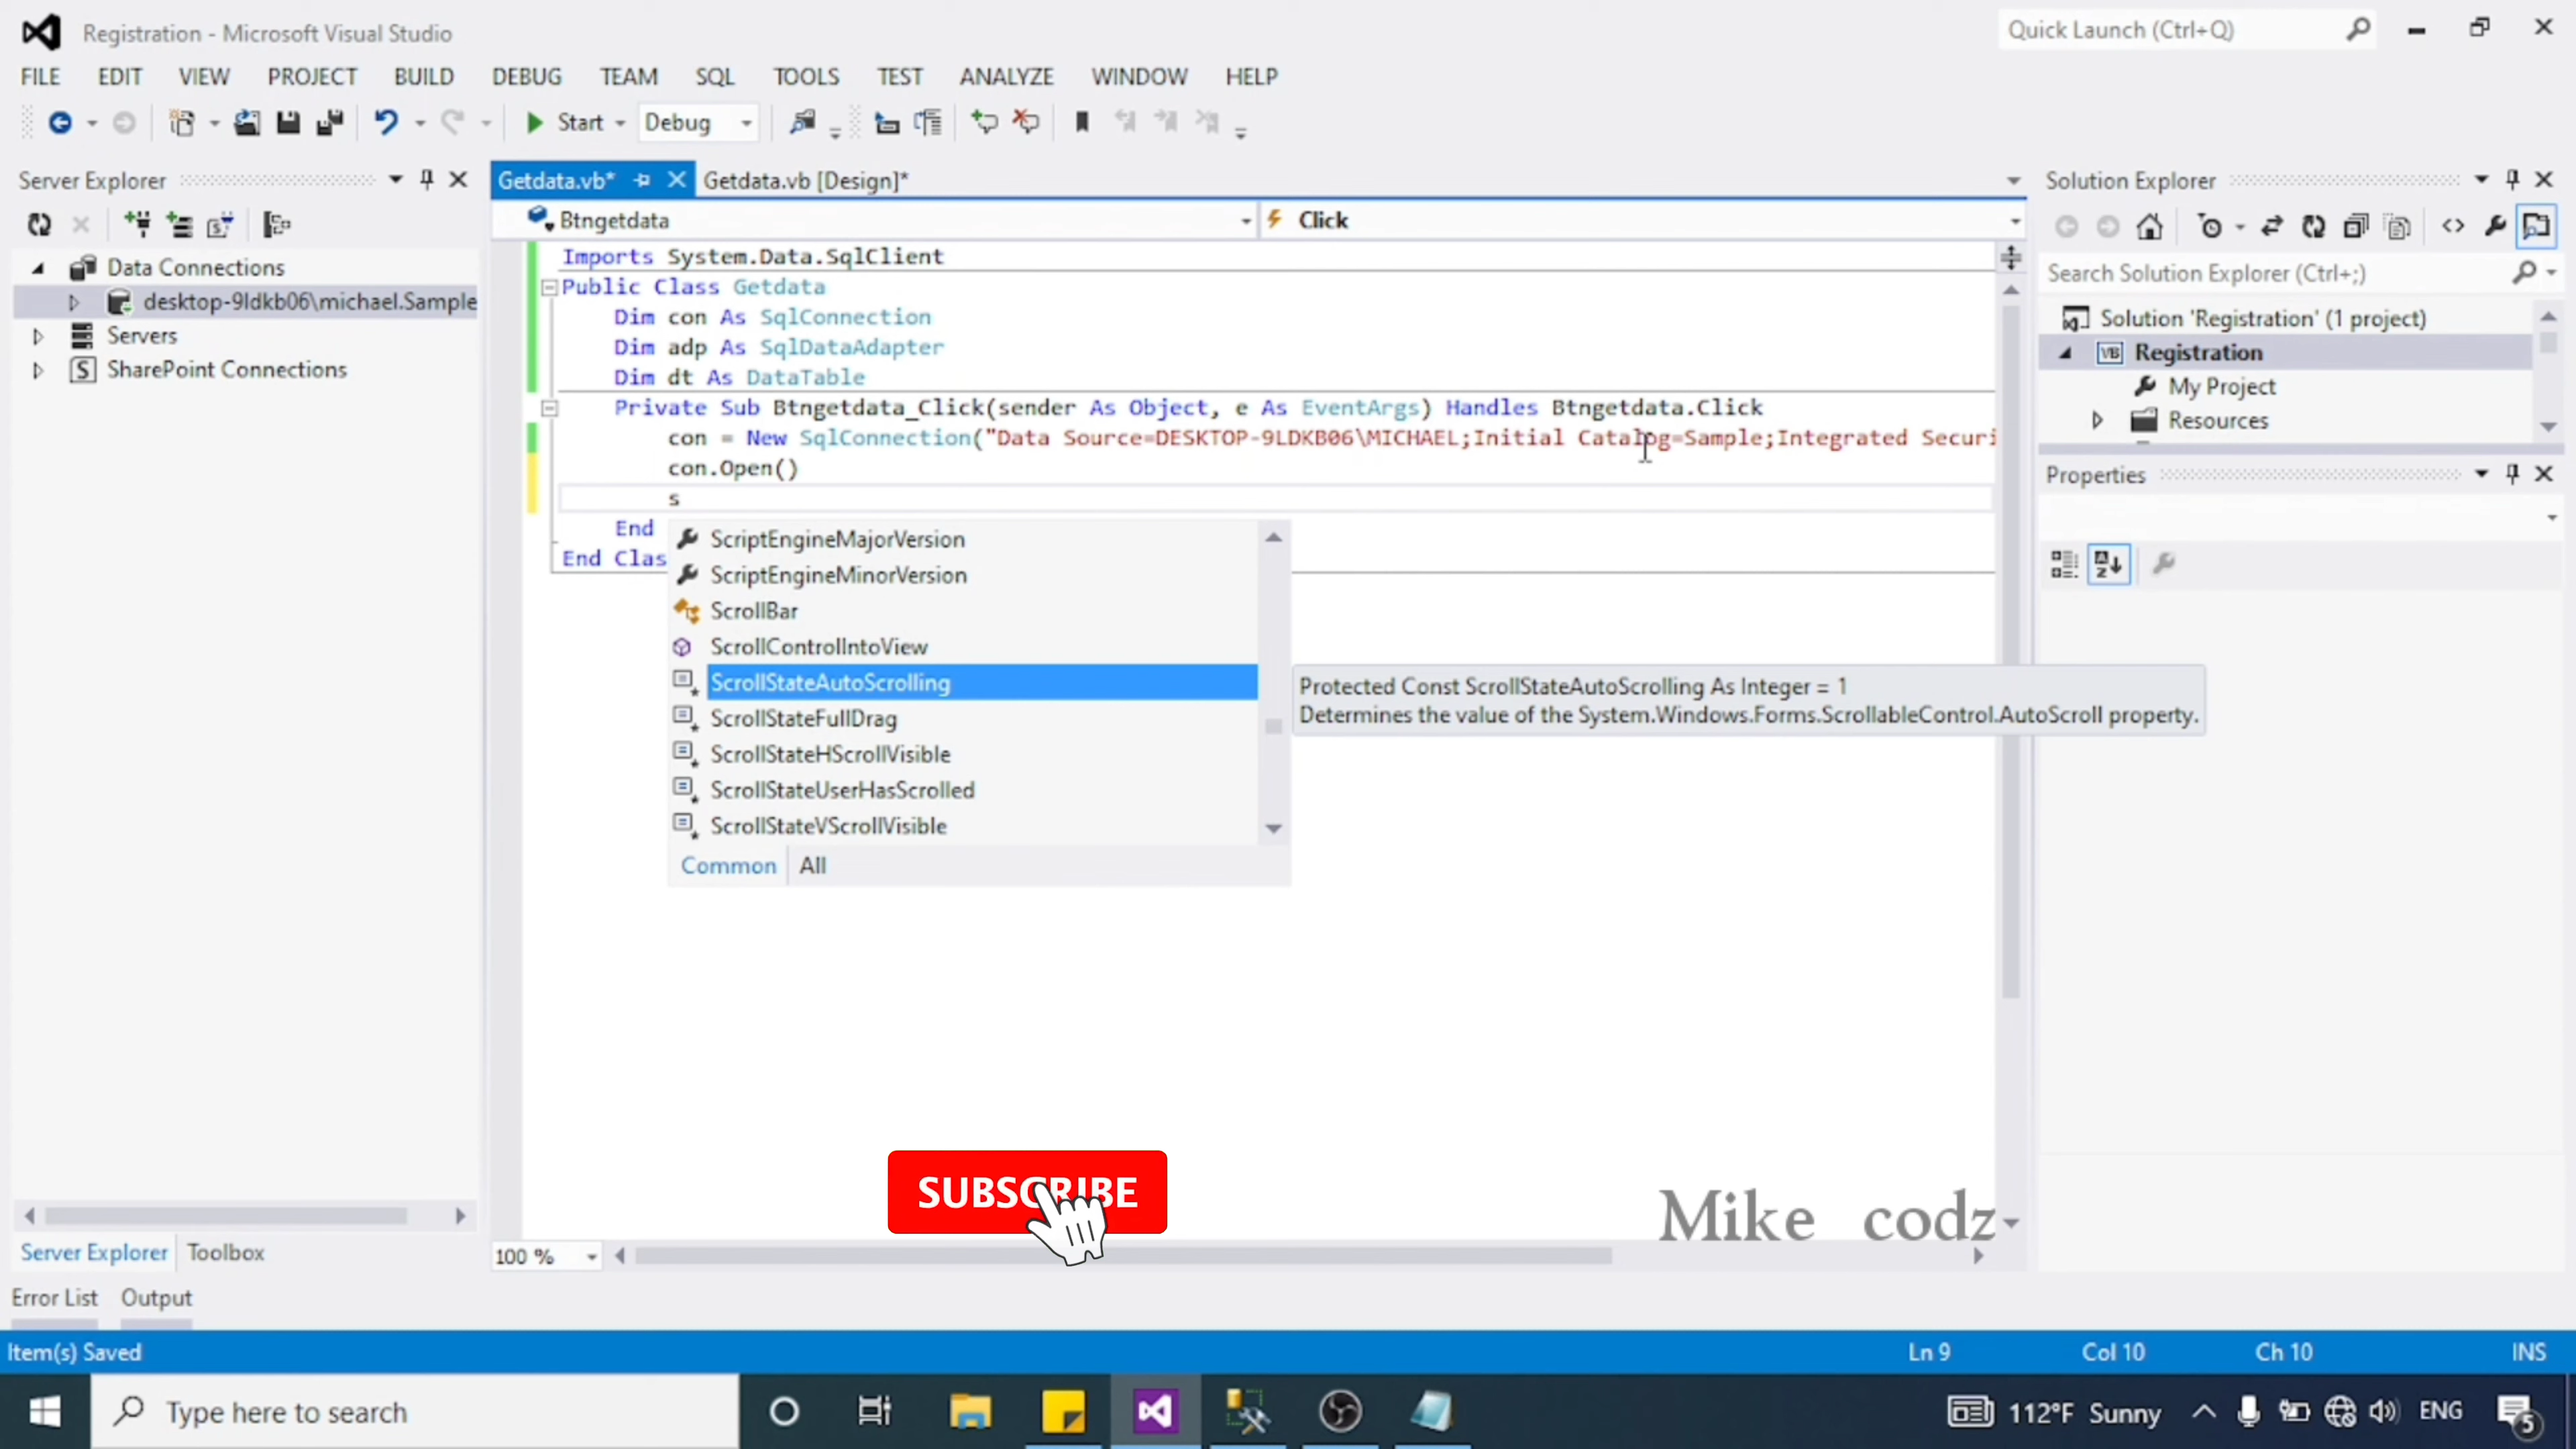 Registration - Microsoft Visual Studio
Quick Launch (Ctrl+Q)
FILE EDIT VIEW PROJECT BUILD DEBUG TEAM SQL TOOLS TEST ANALYZE WINDOW HELP
Start Debug
Server Explorer
Data Connections
desktop-9ldkb06\michael.Sample
Servers
SharePoint Connections
Getdata.vb* Getdata.vb [Design]*
Btngetdata Click
Imports System.Data.SqlClient
Public Class Getdata
Dim con As SqlConnection
Dim adp As SqlDataAdapter
Dim dt As DataTable
Private Sub Btngetdata_Click(sender As Object, e As EventArgs) Handles Btngetdata.Click
con = New SqlConnection("Data Source=DESKTOP-9LDKB06\MICHAEL;Initial Catalog=Sample;Integrated Securi
con.Open()
s
End
End Clas
ScriptEngineMajorVersion
ScriptEngineMinorVersion
ScrollBar
ScrollControlIntoView
ScrollStateAutoScrolling
ScrollStateFullDrag
ScrollStateHScrollVisible
ScrollStateUserHasScrolled
ScrollStateVScrollVisible
Common All
Protected Const ScrollStateAutoScrolling As Integer = 1
Determines the value of the System.Windows.Forms.ScrollableControl.AutoScroll property.
Solution Explorer
Search Solution Explorer (Ctrl+;)
Solution 'Registration' (1 project)
VB Registration
My Project
Resources
Properties
SUBSCRIBE
Mike codz
Server Explorer Toolbox
100 %
Error List Output
Item(s) Saved
Ln 9 Col 10 Ch 10 INS
Type here to search
112°F Sunny
ENG
5